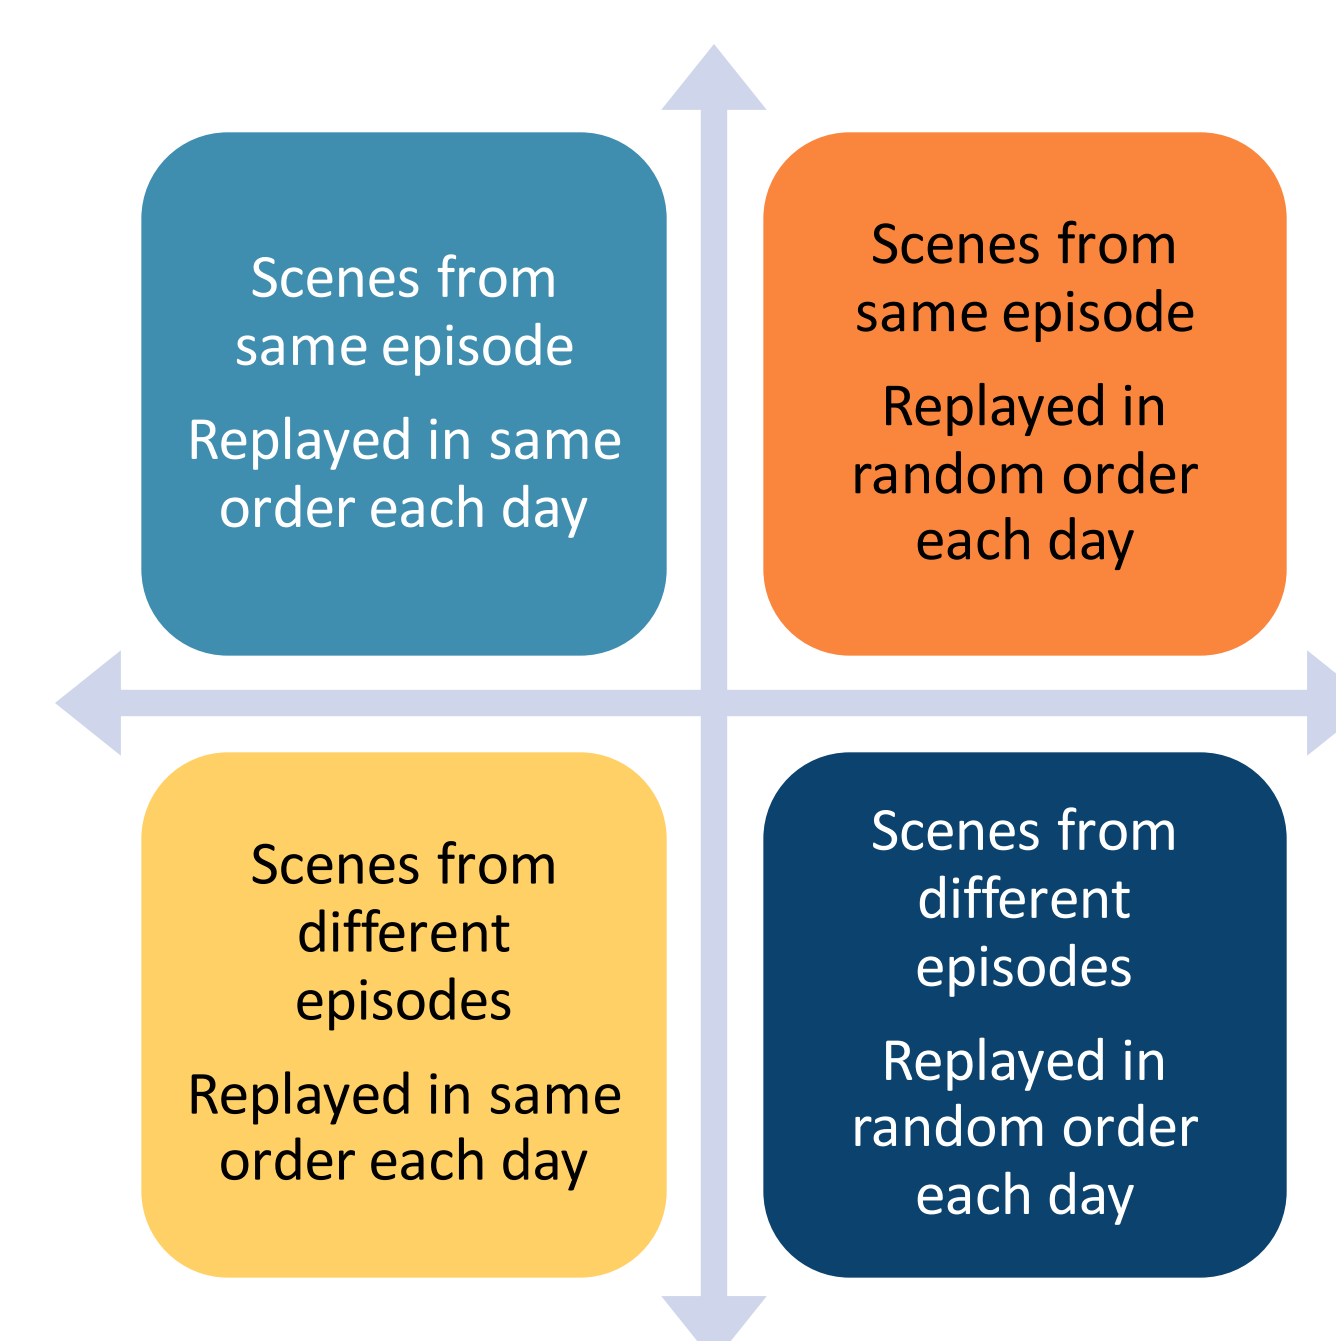 Scenes from
same episode
Replayed in same
order each day
Scenes from
same episode
Replayed in
random order
each day
Scenes from
different
episodes
Replayed in same
order each day
Scenes from
different
episodes
Replayed in
random order
each day